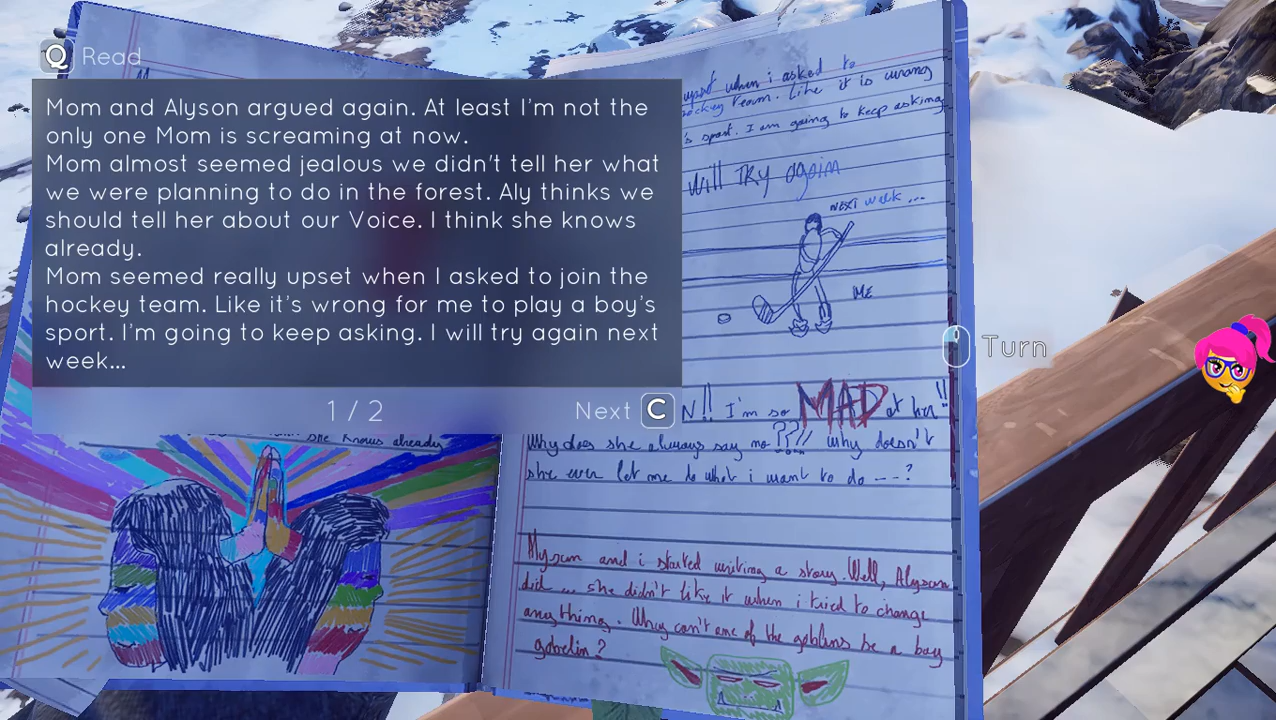 Q Read
Mom and Alyson argued again. At least I'm not the
only one Mom is screaming at now.
Mom almost seemed jealous we didn't tell her what
we were planning to do in the forest. Aly thinks we
should tell her about our Voice. I think she knows
already.
Mom seemed really upset when I asked to join the
hockey team. Like it's wrong for me to play a boy's
sport. I'm going to keep asking. I will try again next
week...
1 / 2
Next C
she knows already
upset when i asked to
hockey team. Like it is wrong
's sport. I am going to keep asking
Will TRY again
NEXT week ...
ME
Turn
N!! I'm so MAD at her!!
Why does she always say no ??!! why doesn't
she ever let me do what i want to do ---?
Alyson and i started writing a story. Well, Alyson
did ... she didn't like it when i tried to change
anything. Why can't one of the goblins be a boy
gobelin?